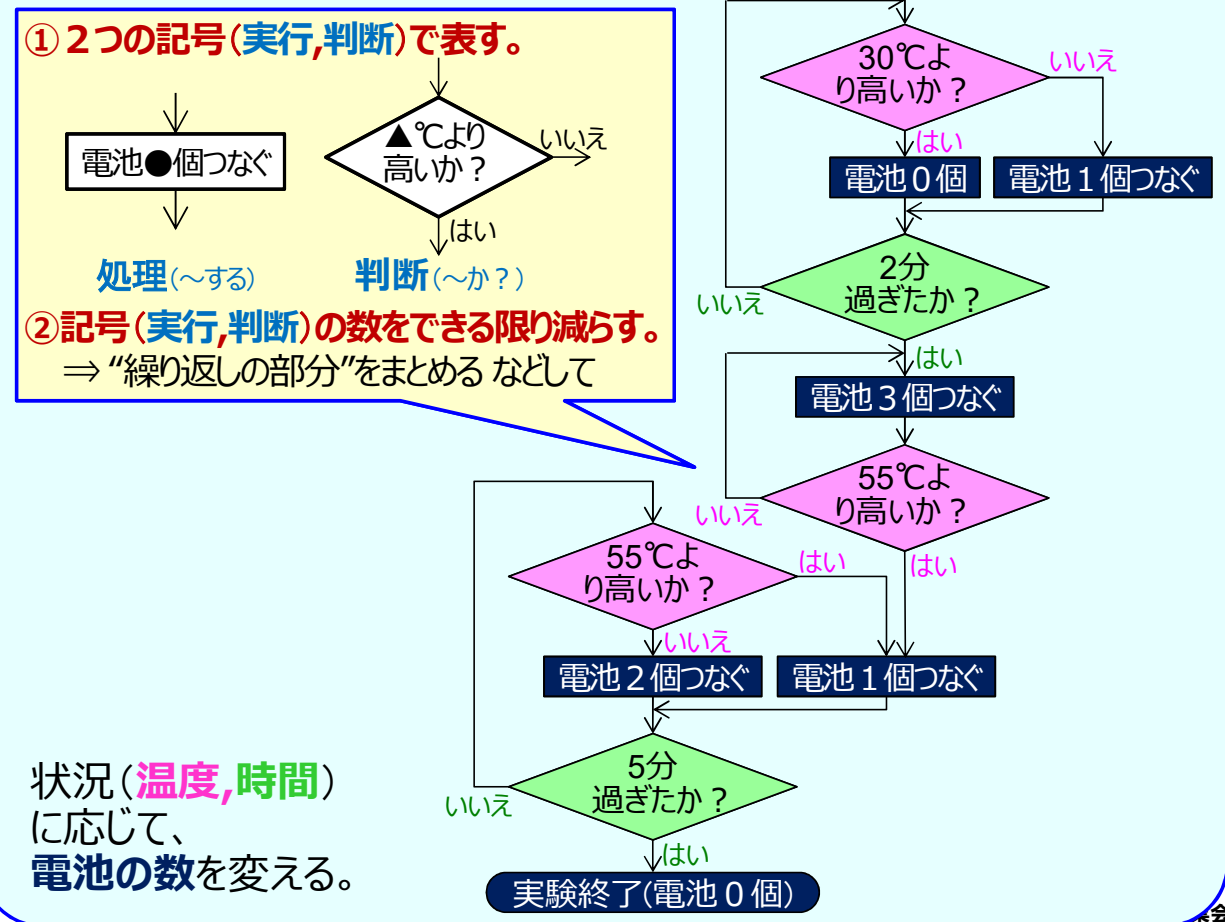 ①２つの記号(実行,判断)で表す。
電池●個つなぐ
▲℃より
高いか？
いいえ
はい
処理(～する)
判断(～か？)
②記号(実行,判断)の数をできる限り減らす。
⇒“繰り返しの部分”をまとめる などして
30℃よ
り高いか？
いいえ
はい
電池０個
電池１個つなぐ
2分
過ぎたか？
いいえ
はい
電池３個つなぐ
55℃よ
り高いか？
いいえ
はい
55℃よ
り高いか？
はい
いいえ
電池２個つなぐ
電池１個つなぐ
5分
過ぎたか？
いいえ
はい
実験終了(電池０個)
状況(温度,時間)
に応じて、
電池の数を変える。